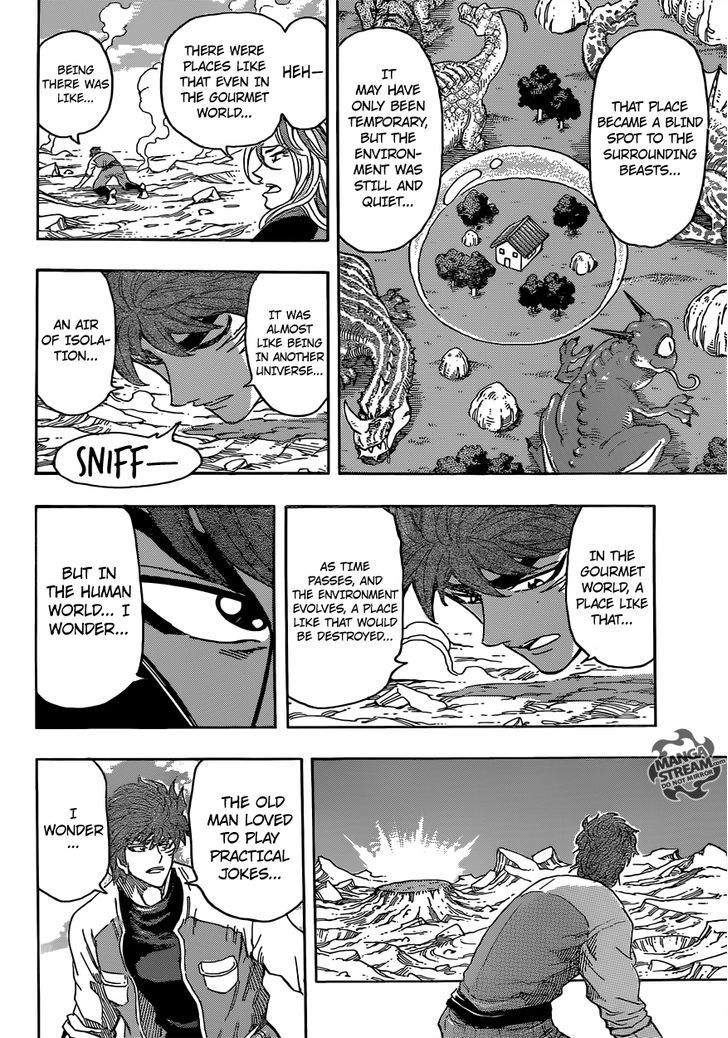 THAT PLACE
BECAME A BLIND
SPOT TO THE
SURROUNDING
BEASTS...
IT
MAY HAVE
ONLY BEEN
TEMPORARY,
BUT THE
ENVIRON-
MENT WAS
STILL AND
QUIET...
HEH—
THERE WERE
PLACES LIKE
THAT EVEN IN
THE GOURMET
WORLD...
BEING
THERE WAS
LIKE...
IT WAS
ALMOST
LIKE BEING
IN ANOTHER
UNIVERSE...
AN AIR
OF ISOLA-
TION...
SNIFF—
IN THE
GOURMET
WORLD, A
PLACE LIKE
THAT...
AS TIME
PASSES, AND
THE ENVIRONMENT
EVOLVES, A PLACE
LIKE THAT WOULD
BE DESTROYED...
BUT IN
THE HUMAN
WORLD... I
WONDER...
MANGA
STREAM.com
DO NOT MIRROR
THE OLD
MAN LOVED
TO PLAY
PRACTICAL
JOKES...
I
WONDER...